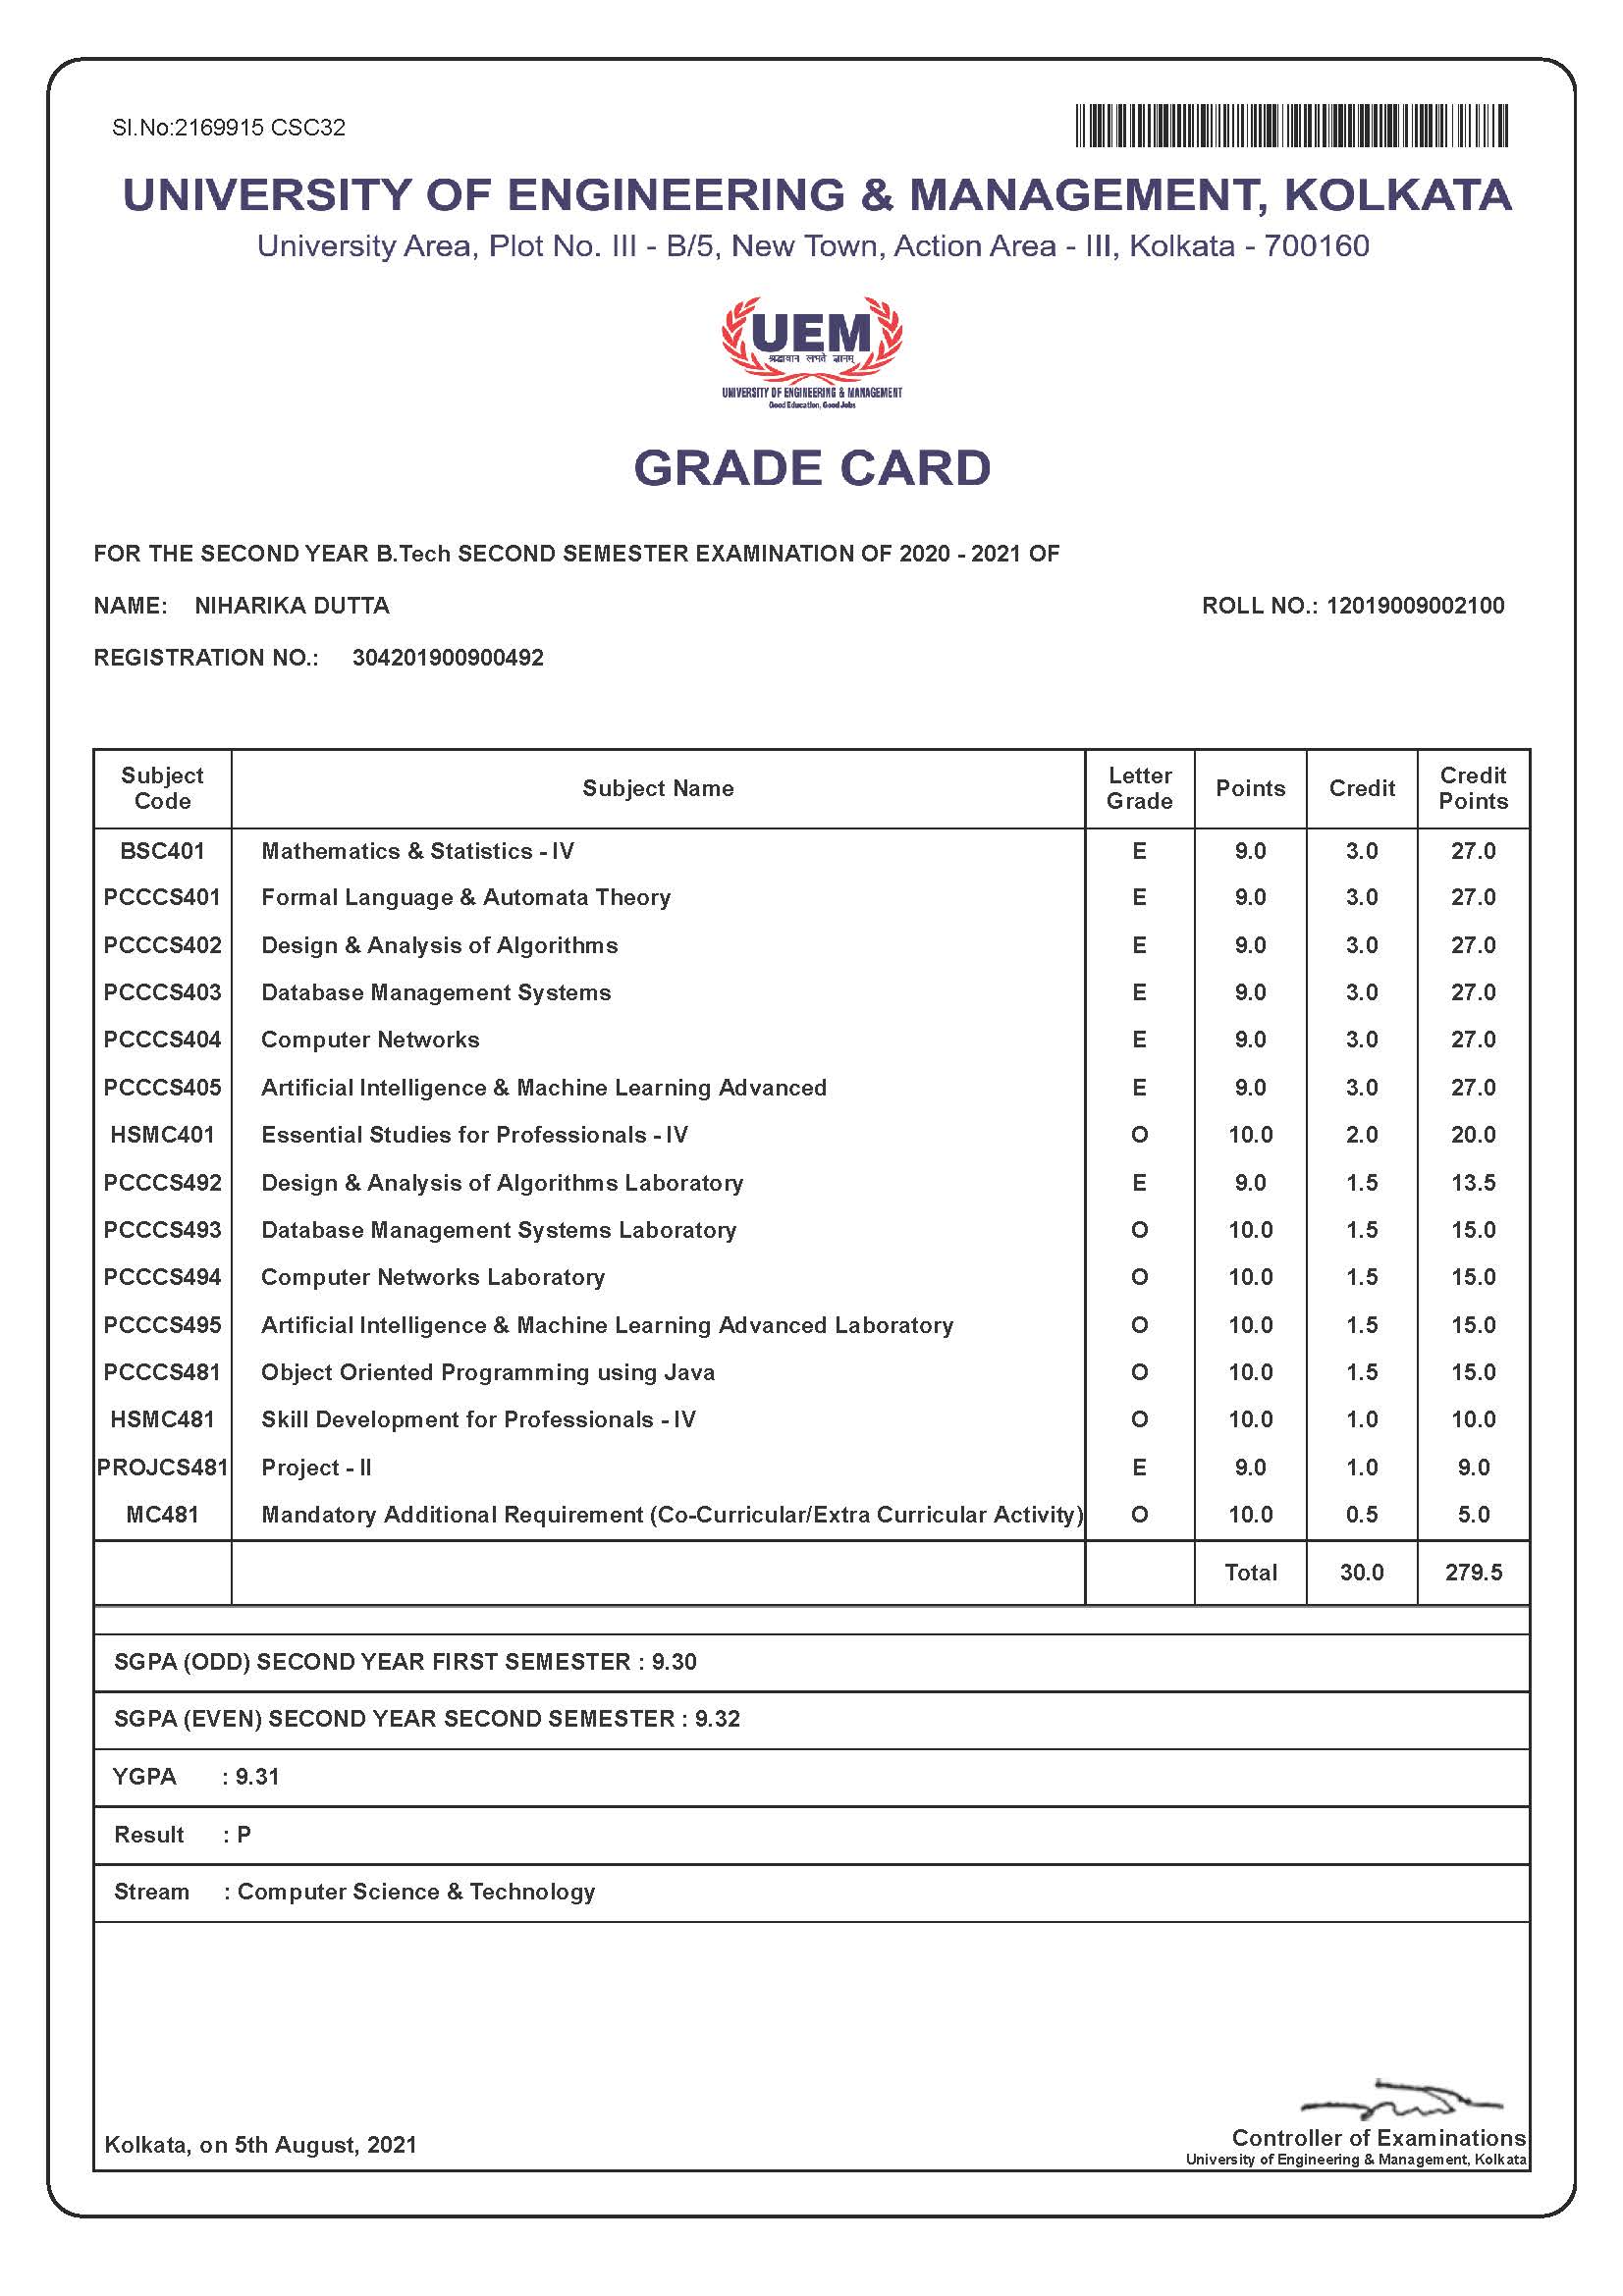 Sl.No:2169915 CSC32
UNIVERSITY OF ENGINEERING & MANAGEMENT, KOLKATA
University Area, Plot No. III - B/5, New Town, Action Area - III, Kolkata - 700160
UEM
श्रद्धावान लभते ज्ञानम्
UNIVERSITY OF ENGINEERING & MANAGEMENT
Good Education, Good Jobs
GRADE CARD
FOR THE SECOND YEAR B.Tech SECOND SEMESTER EXAMINATION OF 2020 - 2021 OF
NAME: NIHARIKA DUTTA ROLL NO.: 12019009002100
REGISTRATION NO.: 304201900900492
Subject Code Subject Name Letter Grade Points Credit Credit Points
BSC401 Mathematics & Statistics - IV E 9.0 3.0 27.0
PCCCS401 Formal Language & Automata Theory E 9.0 3.0 27.0
PCCCS402 Design & Analysis of Algorithms E 9.0 3.0 27.0
PCCCS403 Database Management Systems E 9.0 3.0 27.0
PCCCS404 Computer Networks E 9.0 3.0 27.0
PCCCS405 Artificial Intelligence & Machine Learning Advanced E 9.0 3.0 27.0
HSMC401 Essential Studies for Professionals - IV O 10.0 2.0 20.0
PCCCS492 Design & Analysis of Algorithms Laboratory E 9.0 1.5 13.5
PCCCS493 Database Management Systems Laboratory O 10.0 1.5 15.0
PCCCS494 Computer Networks Laboratory O 10.0 1.5 15.0
PCCCS495 Artificial Intelligence & Machine Learning Advanced Laboratory O 10.0 1.5 15.0
PCCCS481 Object Oriented Programming using Java O 10.0 1.5 15.0
HSMC481 Skill Development for Professionals - IV O 10.0 1.0 10.0
PROJCS481 Project - II E 9.0 1.0 9.0
MC481 Mandatory Additional Requirement (Co-Curricular/Extra Curricular Activity) O 10.0 0.5 5.0
Total 30.0 279.5
SGPA (ODD) SECOND YEAR FIRST SEMESTER : 9.30
SGPA (EVEN) SECOND YEAR SECOND SEMESTER : 9.32
YGPA : 9.31
Result : P
Stream : Computer Science & Technology
Kolkata, on 5th August, 2021
Controller of Examinations
University of Engineering & Management, Kolkata